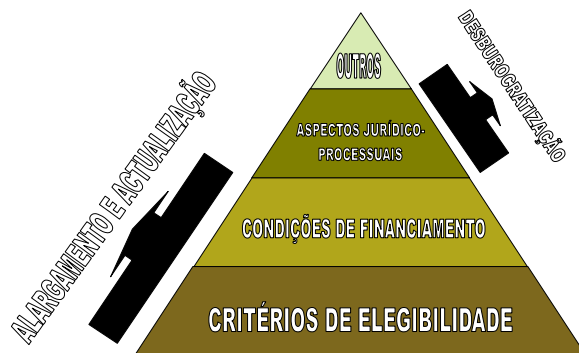 OUTROS
ASPECTOS JURÍDICO-
PROCESSUAIS
CONDIÇÕES DE FINANCIAMENTO
CRITÉRIOS DE ELEGIBILIDADE
ALARGAMENTO E ACTUALIZAÇÃO
DESBUROCRATIZAÇÃO